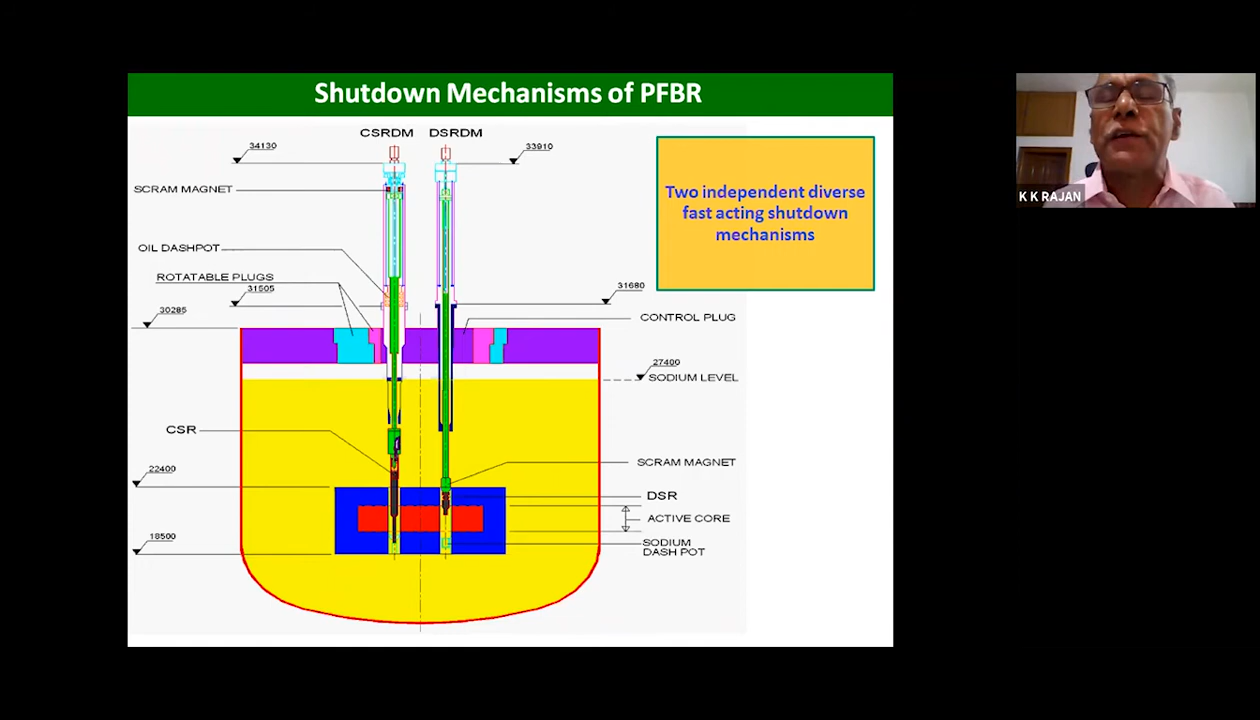 Shutdown Mechanisms of PFBR
CSRDM DSRDM
34130
33910
SCRAM MAGNET
Two independent diverse
fast acting shutdown
mechanisms
OIL DASHPOT
ROTATABLE PLUGS
31505
31680
30285
CONTROL PLUG
27400
SODIUM LEVEL
CSR
22400
SCRAM MAGNET
DSR
ACTIVE CORE
18500
SODIUM
DASH POT
K K RAJAN